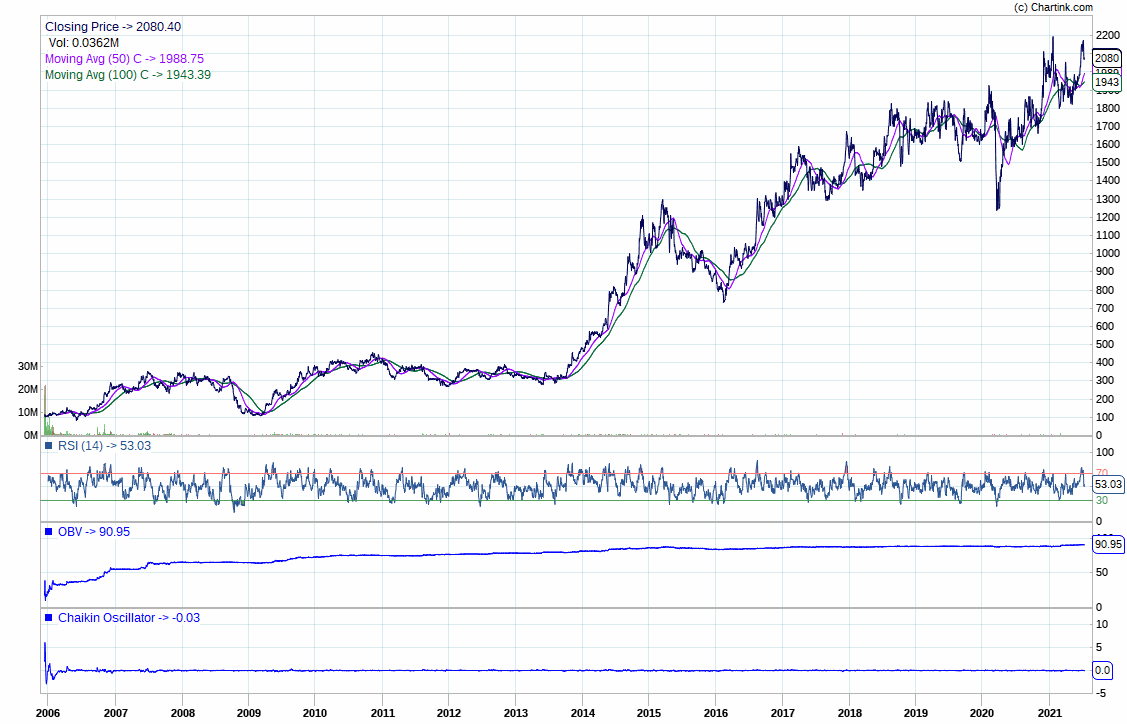 (c) Chartink.com
Closing Price -> 2080.40
Vol: 0.0362M
Moving Avg (50) C -> 1988.75
Moving Avg (100) C -> 1943.39
2200
2080
1943
1800
1700
1600
1500
1400
1300
1200
1100
1000
900
800
700
600
500
400
300
200
100
0
30M
20M
10M
0M
RSI (14) -> 53.03
100
70
53.03
30
0
OBV -> 90.95
90.95
50
0
Chaikin Oscillator -> -0.03
10
5
0.0
-5
2006 2007 2008 2009 2010 2011 2012 2013 2014 2015 2016 2017 2018 2019 2020 2021